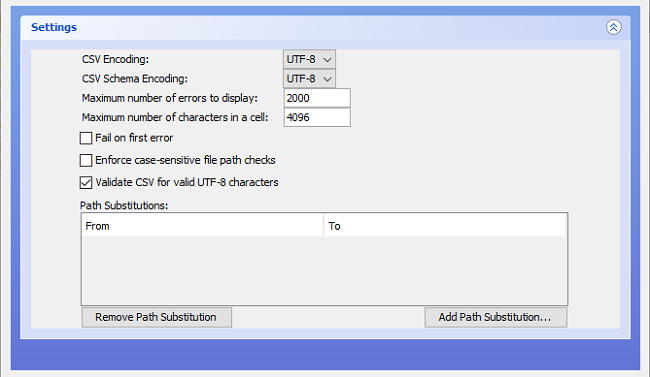 Settings
CSV Encoding: UTF-8
CSV Schema Encoding: UTF-8
Maximum number of errors to display: 2000
Maximum number of characters in a cell: 4096
Fail on first error
Enforce case-sensitive file path checks
Validate CSV for valid UTF-8 characters
Path Substitutions:
From To
Remove Path Substitution Add Path Substitution...